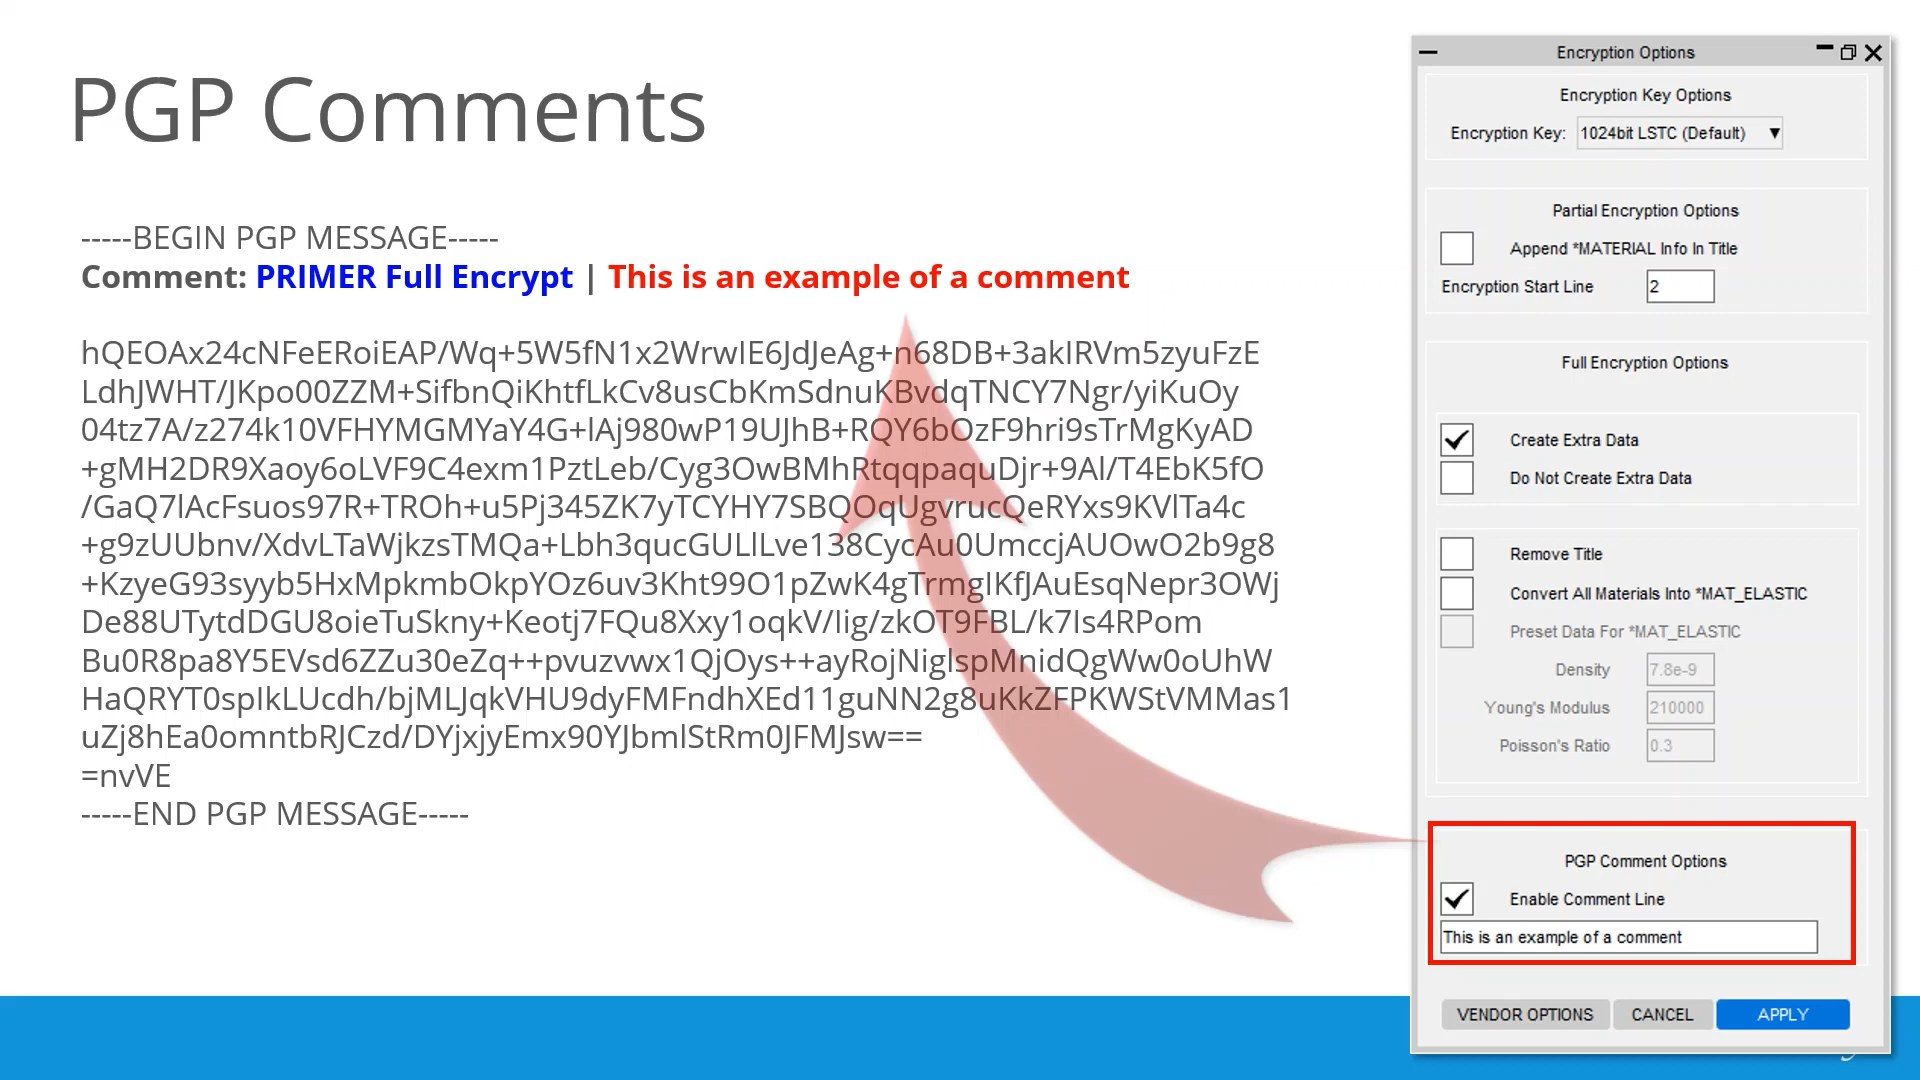 PGP Comments
-----BEGIN PGP MESSAGE-----
Comment: PRIMER Full Encrypt | This is an example of a comment
hQEOAx24cNFeERoiEAP/Wq+5W5fN1x2WrwIE6JdJeAg+n68DB+3akIRVm5zyuFzE
LdhJWHT/JKpo00ZZM+SifbnQiKhtfLkCv8usCbKmSdnuKBvdqTNCY7Ngr/yiKuOy
04tz7A/z274k10VFHYMGMYaY4G+lAj980wP19UJhB+RQY6bOzF9hri9sTrMgKyAD
+gMH2DR9Xaoy6oLVF9C4exm1PztLeb/Cyg3OwBMhRtqqpaquDjr+9Al/T4EbK5fO
/GaQ7lAcFsuos97R+TROh+u5Pj345ZK7yTCYHY7SBQOqUgvrucQeRYxs9KVlTa4c
+g9zUUbnv/XdvLTaWjkzsTMQa+Lbh3qucGULlLve138CycAu0UmccjAUOwO2b9g8
+KzyeG93syyb5HxMpkmbOkpYOz6uv3Kht99O1pZwK4gTrmgIKfJAuEsqNepr3OWj
De88UTytdDGU8oieTuSkny+Keotj7FQu8Xxy1oqkV/Iig/zkOT9FBL/k7Is4RPom
Bu0R8pa8Y5EVsd6ZZu30eZq++pvuzvwx1QjOys++ayRojNiglspMnidQgWw0oUhW
HaQRYT0spIkLUcdh/bjMLJqkVHU9dyFMFndhXEd11guNN2g8uKkZFPKWStVMMas1
uZj8hEa0omntbRJCzd/DYjxjyEmx90YJbmlStRm0JFMJsw==
=nvVE
-----END PGP MESSAGE-----
Encryption Options
Encryption Key Options
Encryption Key: 1024bit LSTC (Default)
Partial Encryption Options
Append *MATERIAL Info In Title
Encryption Start Line 2
Full Encryption Options
Create Extra Data
Do Not Create Extra Data
Remove Title
Convert All Materials Into *MAT_ELASTIC
Preset Data For *MAT_ELASTIC
Density 7.8e-9
Young's Modulus 210000
Poisson's Ratio 0.3
PGP Comment Options
Enable Comment Line
This is an example of a comment
VENDOR OPTIONS CANCEL APPLY